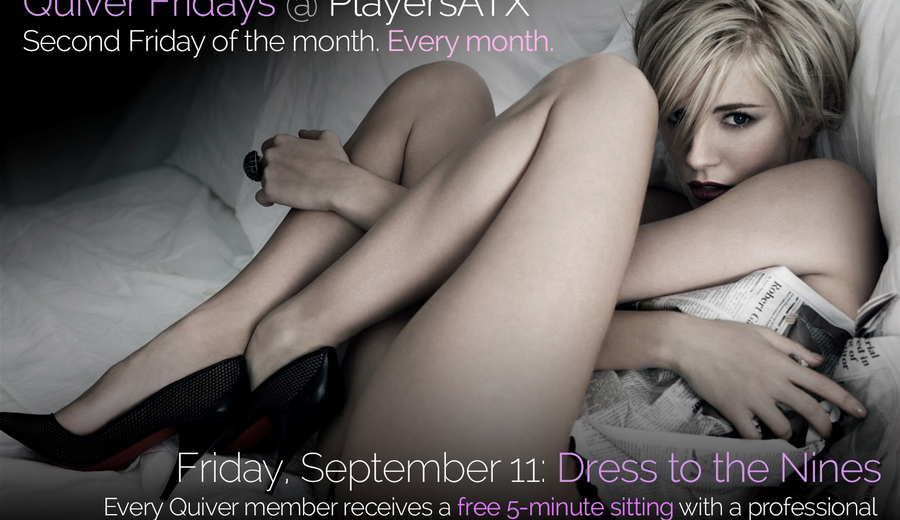 Quiver Fridays @ PlayersATX
Second Friday of the month. Every month.
Robert
Friday, September 11: Dress to the Nines
Every Quiver member receives a free 5-minute sitting with a professional